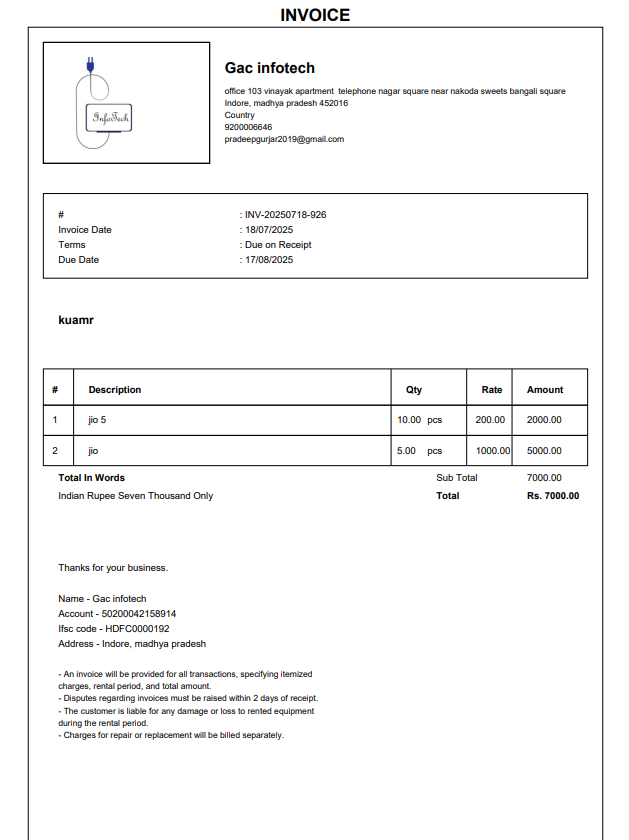 INVOICE
InfoTech
Gac infotech
office 103 vinayak apartment  telephone nagar square near nakoda sweets bangali square
Indore, madhya pradesh 452016
Country
9200006646
pradeepgurjar2019@gmail.com
# : INV-20250718-926
Invoice Date : 18/07/2025
Terms : Due on Receipt
Due Date : 17/08/2025
kuamr
# Description Qty Rate Amount
1 jio 5 10.00 pcs 200.00 2000.00
2 jio 5.00 pcs 1000.00 5000.00
Total In Words Sub Total 7000.00
Indian Rupee Seven Thousand Only Total Rs. 7000.00
Thanks for your business.
Name - Gac infotech
Account - 50200042158914
Ifsc code - HDFC0000192
Address - Indore, madhya pradesh
- An invoice will be provided for all transactions, specifying itemized
charges, rental period, and total amount.
- Disputes regarding invoices must be raised within 2 days of receipt.
- The customer is liable for any damage or loss to rented equipment
during the rental period.
- Charges for repair or replacement will be billed separately.